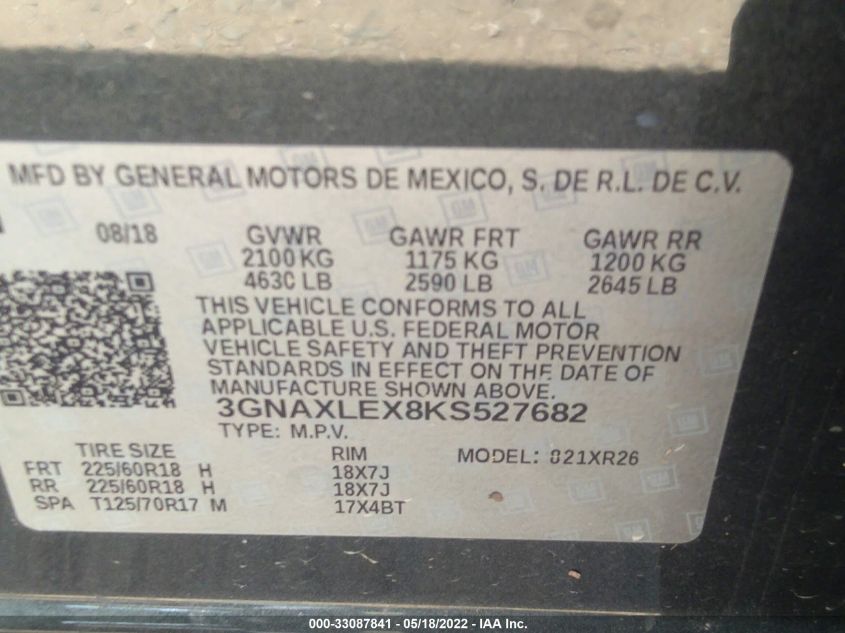 MFD BY GENERAL MOTORS DE MEXICO, S. DE R.L. DE C.V.
08/18 GVWR GAWR FRT GAWR RR
2100 KG 1175 KG 1200 KG
4630 LB 2590 LB 2645 LB
THIS VEHICLE CONFORMS TO ALL
APPLICABLE U.S. FEDERAL MOTOR
VEHICLE SAFETY AND THEFT PREVENTION
STANDARDS IN EFFECT ON THE DATE OF
MANUFACTURE SHOWN ABOVE.
3GNAXLEX8KS527682
TYPE: M.P.V.
TIRE SIZE RIM MODEL: 821XR26
FRT 225/60R18 H 18X7J
RR 225/60R18 H 18X7J
SPA T125/70R17 M 17X4BT
000-33087841 - 05/18/2022 - IAA Inc.